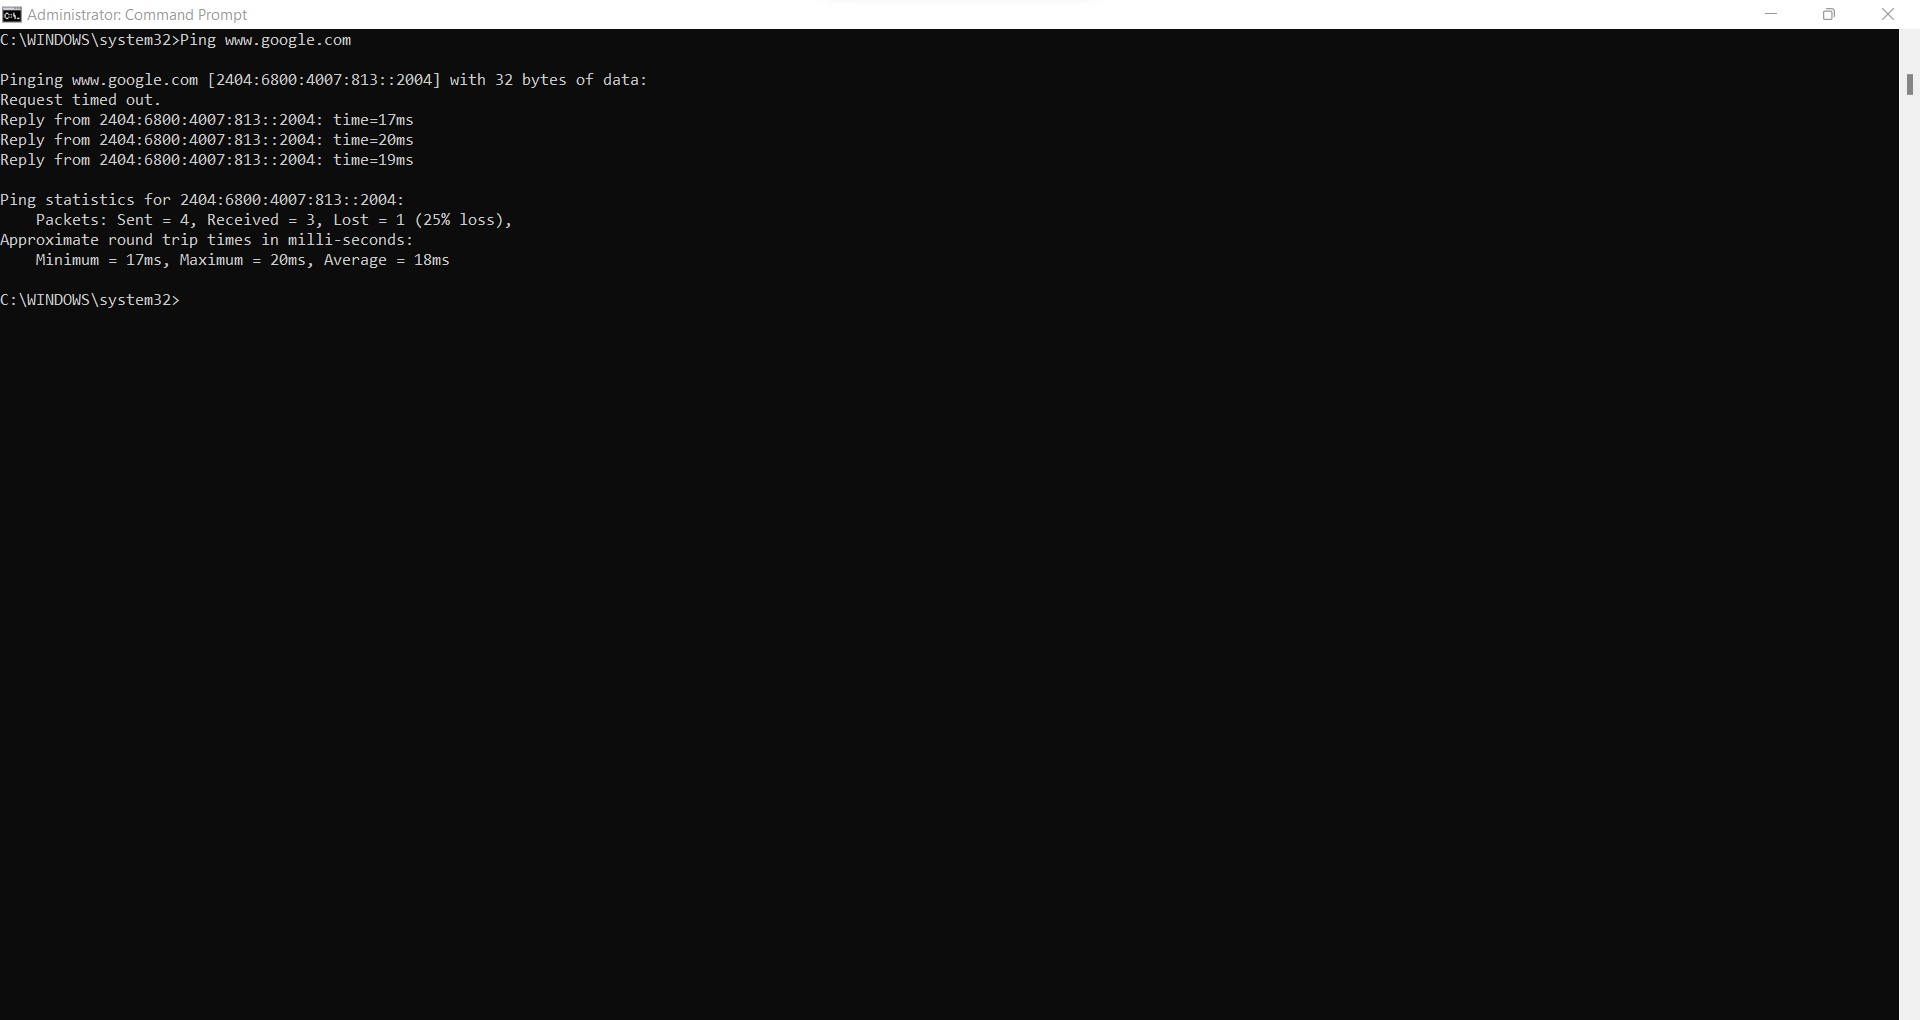 Administrator: Command Prompt
C:\WINDOWS\system32>Ping www.google.com
Pinging www.google.com [2404:6800:4007:813::2004] with 32 bytes of data:
Request timed out.
Reply from 2404:6800:4007:813::2004: time=17ms
Reply from 2404:6800:4007:813::2004: time=20ms
Reply from 2404:6800:4007:813::2004: time=19ms
Ping statistics for 2404:6800:4007:813::2004:
    Packets: Sent = 4, Received = 3, Lost = 1 (25% loss),
Approximate round trip times in milli-seconds:
    Minimum = 17ms, Maximum = 20ms, Average = 18ms
C:\WINDOWS\system32>